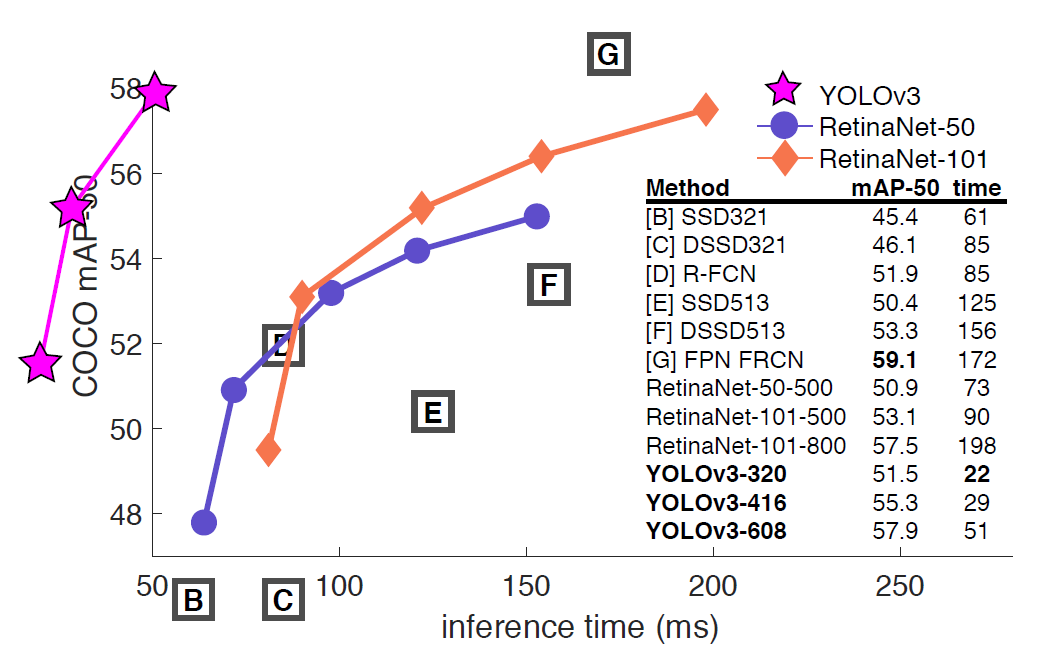 G
58
YOLOv3
RetinaNet-50
RetinaNet-101
56
Method mAP-50 time
[B] SSD321 45.4 61
[C] DSSD321 46.1 85
[D] R-FCN 51.9 85
[E] SSD513 50.4 125
[F] DSSD513 53.3 156
[G] FPN FRCN 59.1 172
RetinaNet-50-500 50.9 73
RetinaNet-101-500 53.1 90
RetinaNet-101-800 57.5 198
YOLOv3-320 51.5 22
YOLOv3-416 55.3 29
YOLOv3-608 57.9 51
COCO mAP-50
54
F
52
D
E
50
48
50 100 150 200 250
B C
inference time (ms)